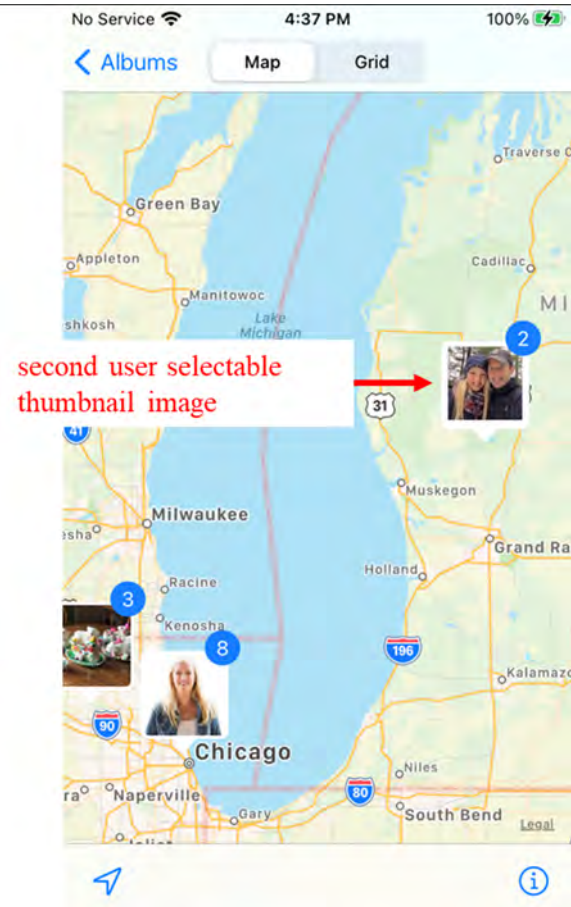 No Service 4:37 PM 100%
Albums Map Grid
Traverse C
Green Bay
Appleton
Cadillac
Manitowoc
MI
shkosh
Lake
Michigan
2
second user selectable
thumbnail image
31
41
Muskegon
Milwaukee
esha
Grand Ra
Holland
Racine
3
Kenosha
8
196
Kalamazo
90
Chicago
Niles
80
ra Naperville
Gary
South Bend
Legal